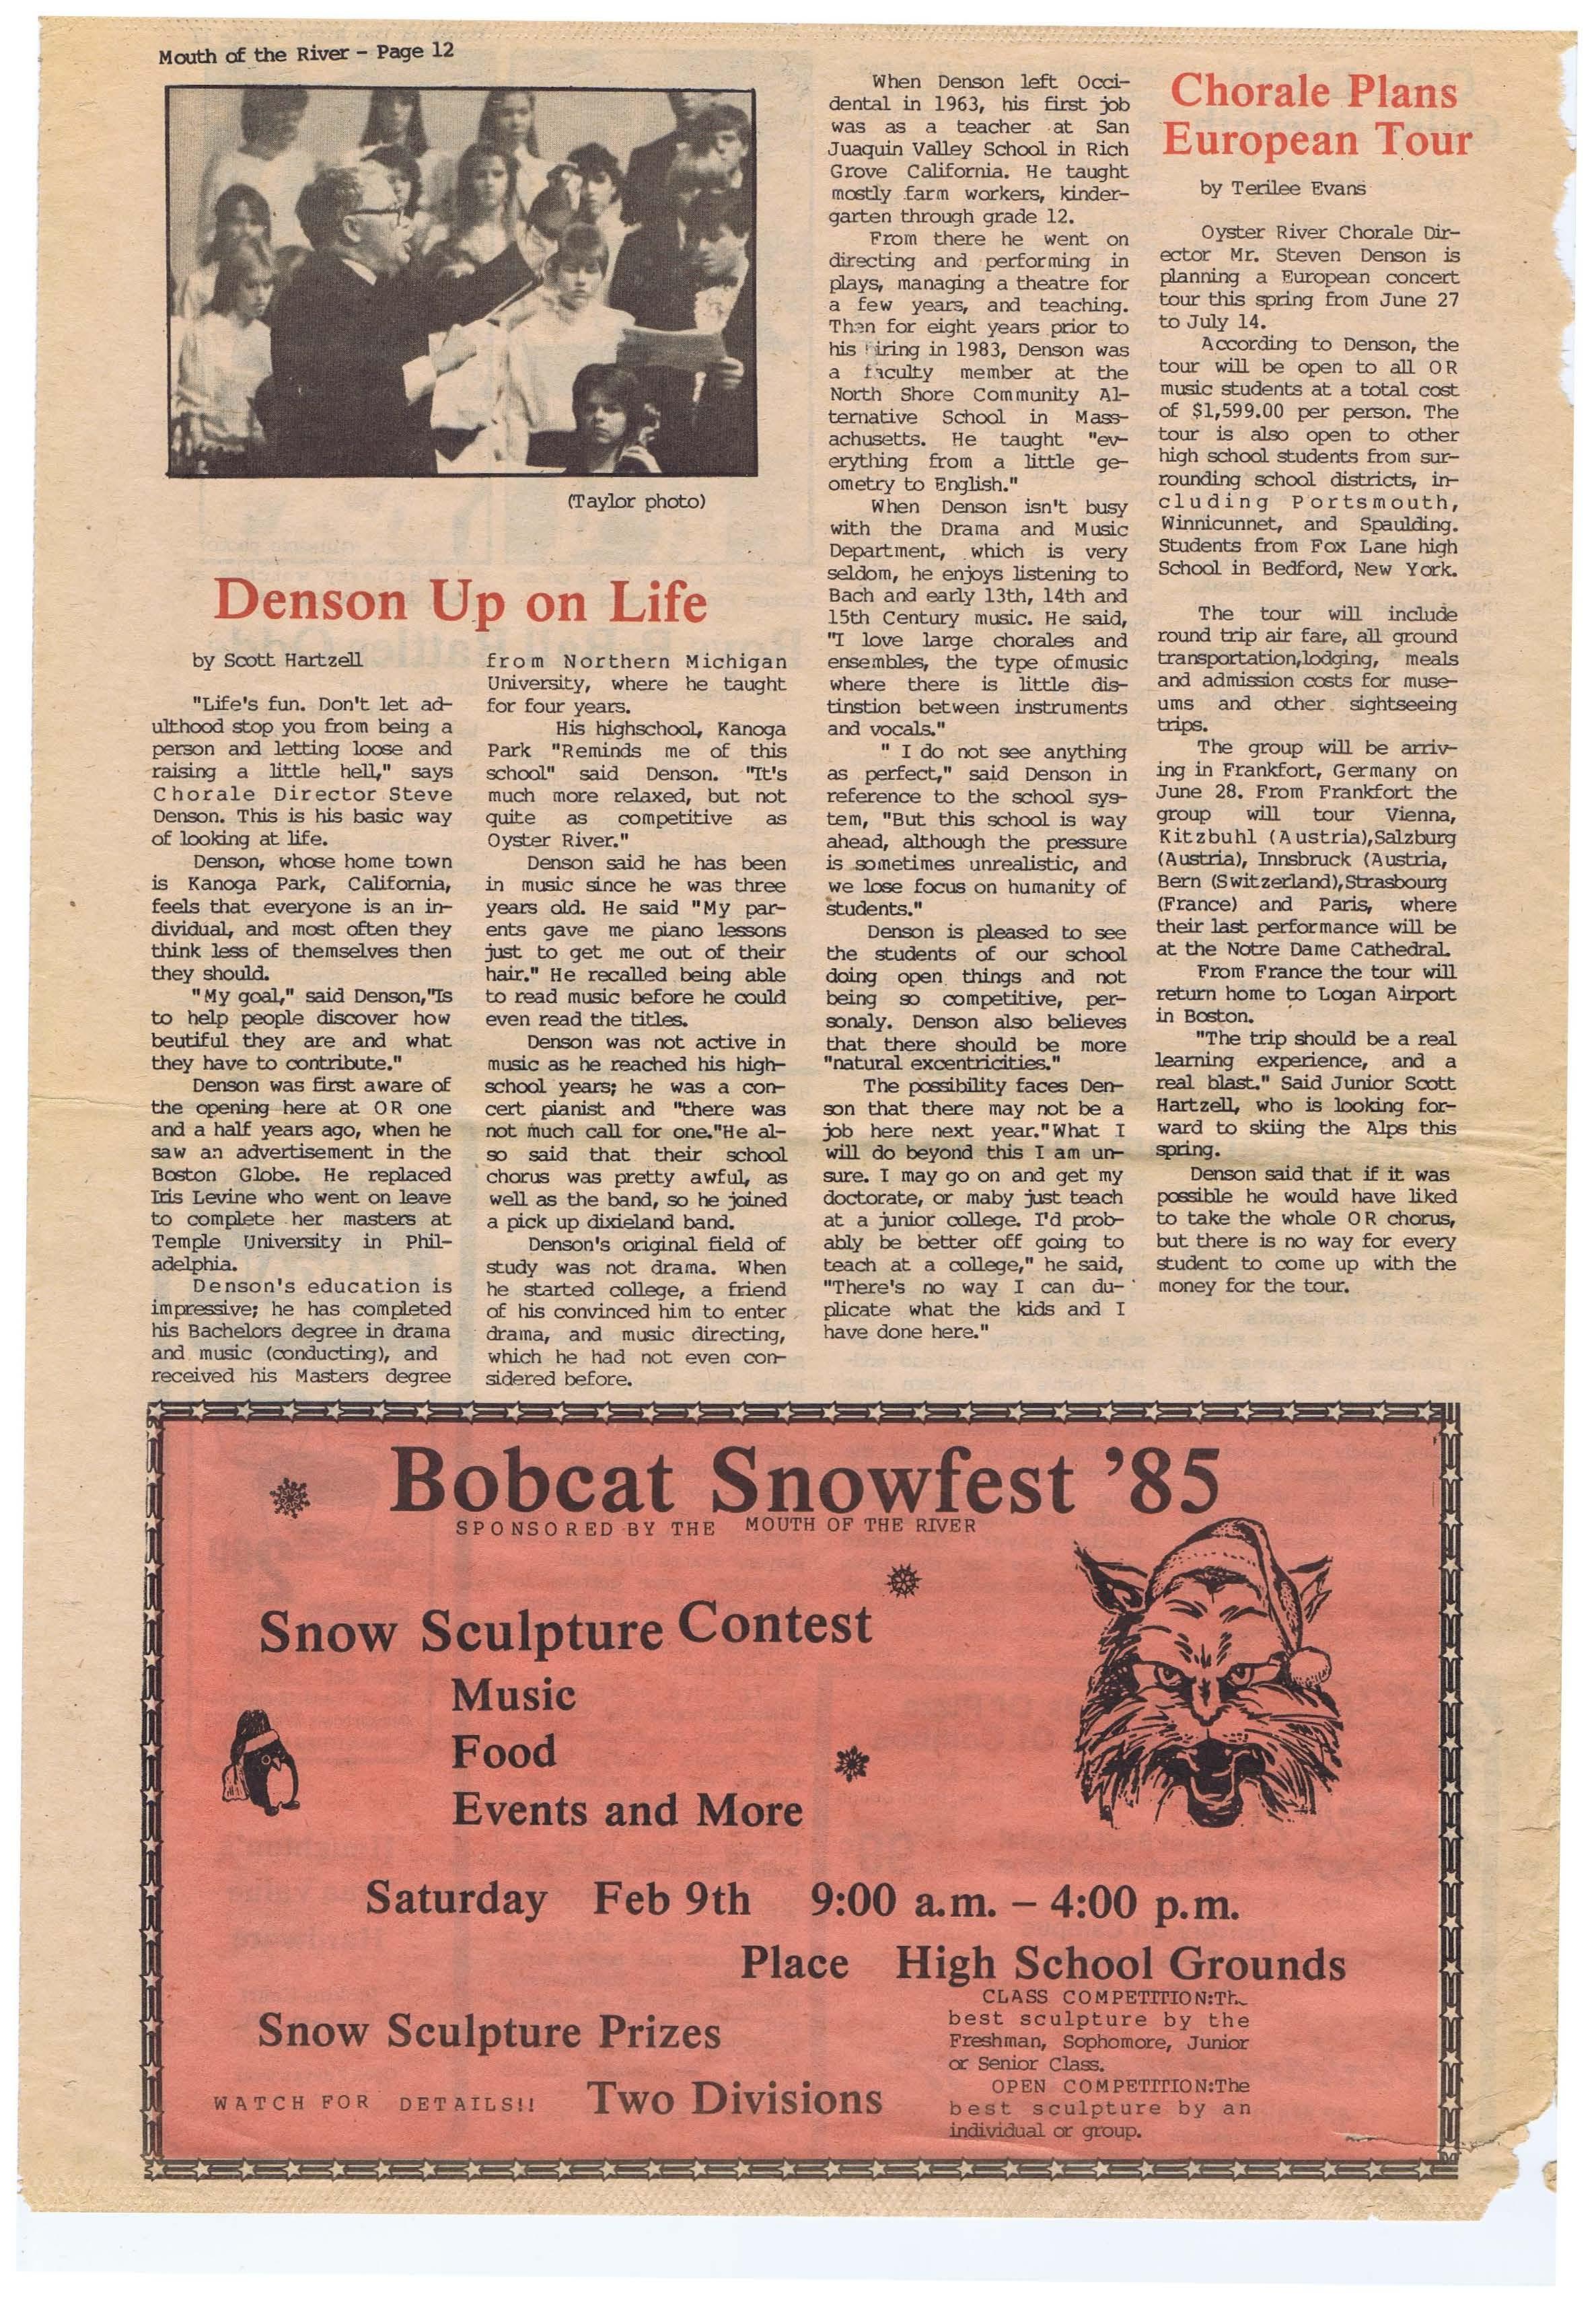 Mouth of the River - Page 12
(Taylor photo)
Denson Up on Life
by Scott Hartzell
"Life's fun. Don't let ad-
ulthood stop you from being a
person and letting loose and
raising a little hell," says
Chorale Director Steve
Denson. This is his basic way
of looking at life.
Denson, whose home town
is Kanoga Park, California,
feels that everyone is an in-
dividual, and most often they
think less of themselves then
they should.
"My goal," said Denson,"Is
to help people discover how
beutiful they are and what
they have to contribute."
Denson was first aware of
the opening here at OR one
and a half years ago, when he
saw an advertisement in the
Boston Globe. He replaced
Iris Levine who went on leave
to complete her masters at
Temple University in Phil-
adelphia.
Denson's education is
impressive; he has completed
his Bachelors degree in drama
and music (conducting), and
received his Masters degree
from Northern Michigan
University, where he taught
for four years.
His highschool, Kanoga
Park "Reminds me of this
school" said Denson. "It's
much more relaxed, but not
quite as competitive as
Oyster River."
Denson said he has been
in music since he was three
years old. He said "My par-
ents gave me piano lessons
just to get me out of their
hair." He recalled being able
to read music before he could
even read the titles.
Denson was not active in
music as he reached his high-
school years; he was a con-
cert pianist and "there was
not much call for one."He al-
so said that their school
chorus was pretty awful, as
well as the band, so he joined
a pick up dixieland band.
Denson's original field of
study was not drama. When
he started college, a friend
of his convinced him to enter
drama, and music directing,
which he had not even con-
sidered before.
When Denson left Occi-
dental in 1963, his first job
was as a teacher at San
Juaquin Valley School in Rich
Grove California. He taught
mostly farm workers, kinder-
garten through grade 12.
From there he went on
directing and performing in
plays, managing a theatre for
a few years, and teaching.
Then for eight years prior to
his hiring in 1983, Denson was
a faculty member at the
North Shore Community Al-
ternative School in Mass-
achusetts. He taught "ev-
erything from a little ge-
ometry to English."
When Denson isn't busy
with the Drama and Music
Department, which is very
seldom, he enjoys listening to
Bach and early 13th, 14th and
15th Century music. He said,
"I love large chorales and
ensembles, the type ofmusic
where there is little dis-
tinstion between instruments
and vocals."
" I do not see anything
as perfect," said Denson in
reference to the school sys-
tem, "But this school is way
ahead, although the pressure
is sometimes unrealistic, and
we lose focus on humanity of
students."
Denson is pleased to see
the students of our school
doing open things and not
being so competitive, per-
sonaly. Denson also believes
that there should be more
"natural excentricities."
The possibility faces Den-
son that there may not be a
job here next year."What I
will do beyond this I am un-
sure. I may go on and get my
doctorate, or maby just teach
at a junior college. I'd prob-
ably be better off going to
teach at a college," he said,
"There's no way I can du-
plicate what the kids and I
have done here."
Chorale Plans
European Tour
by Terilee Evans
Oyster River Chorale Dir-
ector Mr. Steven Denson is
planning a European concert
tour this spring from June 27
to July 14.
According to Denson, the
tour will be open to all OR
music students at a total cost
of $1,599.00 per person. The
tour is also open to other
high school students from sur-
rounding school districts, in-
cluding Portsmouth,
Winnicunnet, and Spaulding.
Students from Fox Lane high
School in Bedford, New York.
The tour will include
round trip air fare, all ground
transportation,lodging, meals
and admission costs for muse-
ums and other sightseeing
trips.
The group will be arriv-
ing in Frankfort, Germany on
June 28. From Frankfort the
group will tour Vienna,
Kitzbuhl (Austria),Salzburg
(Austria), Innsbruck (Austria,
Bern (Switzerland),Strasbourg
(France) and Paris, where
their last performance will be
at the Notre Dame Cathedral.
From France the tour will
return home to Logan Airport
in Boston.
"The trip should be a real
learning experience, and a
real blast." Said Junior Scott
Hartzell, who is looking for-
ward to skiing the Alps this
spring.
Denson said that if it was
possible he would have liked
to take the whole OR chorus,
but there is no way for every
student to come up with the
money for the tour.
Bobcat Snowfest '85
SPONSORED BY THE MOUTH OF THE RIVER
Snow Sculpture Contest
Music
Food
Events and More
Saturday Feb 9th 9:00 a.m. – 4:00 p.m.
Place High School Grounds
Snow Sculpture Prizes
WATCH FOR DETAILS!! Two Divisions
CLASS COMPETITION:The
best sculpture by the
Freshman, Sophomore, Junior
or Senior Class.
OPEN COMPETITION:The
best sculpture by an
individual or group.